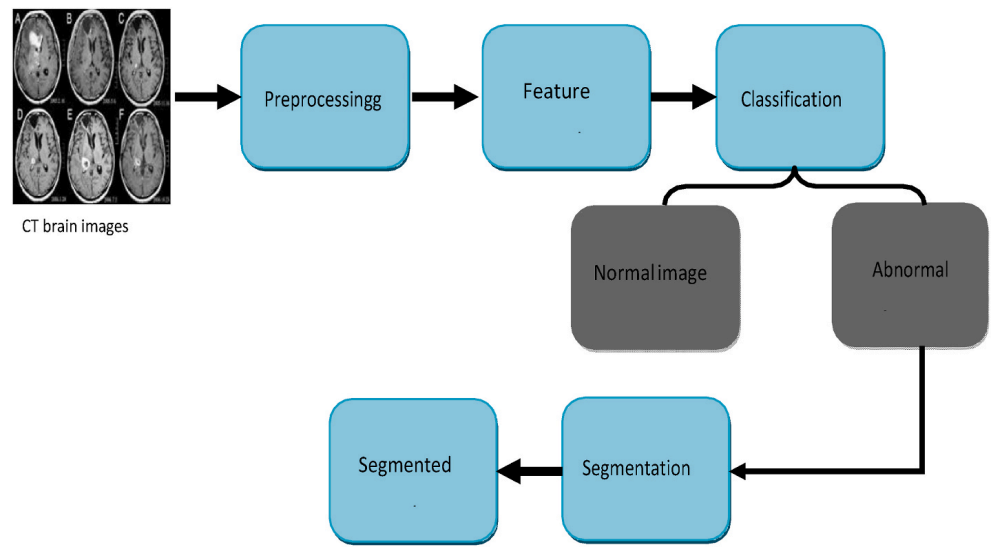 A B C
D E F
CT brain images
Preprocessingg
Feature
Classification
Normal image
Abnormal
Segmented
Segmentation